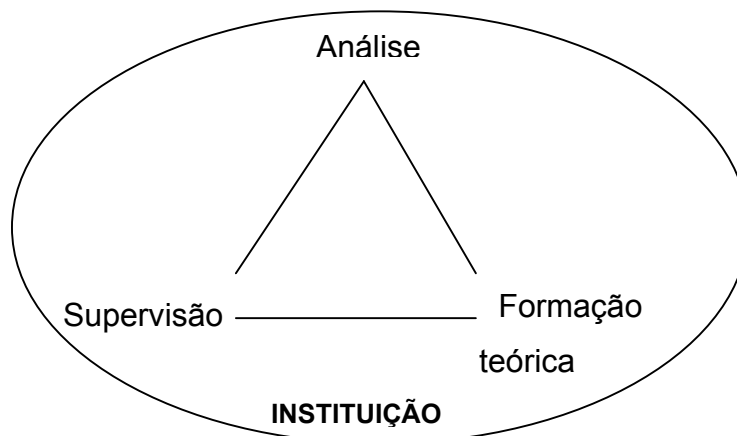 Análise
Supervisão
Formação
teórica
INSTITUIÇÃO